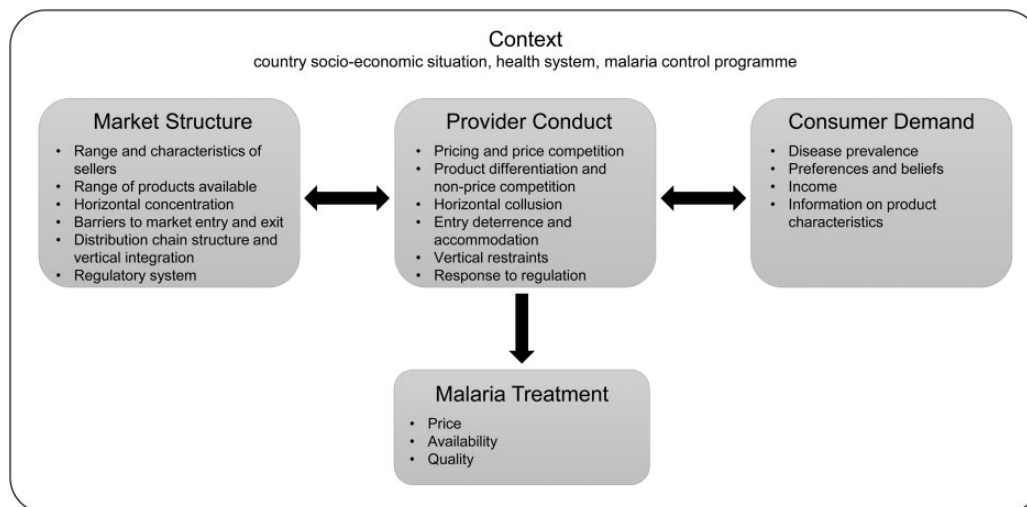 Context
country socio-economic situation, health system, malaria control programme
Market Structure
• Range and characteristics of
sellers
• Range of products available
• Horizontal concentration
• Barriers to market entry and exit
• Distribution chain structure and
vertical integration
• Regulatory system
Provider Conduct
• Pricing and price competition
• Product differentiation and
non-price competition
• Horizontal collusion
• Entry deterrence and
accommodation
• Vertical restraints
• Response to regulation
Consumer Demand
• Disease prevalence
• Preferences and beliefs
• Income
• Information on product
characteristics
Malaria Treatment
• Price
• Availability
• Quality